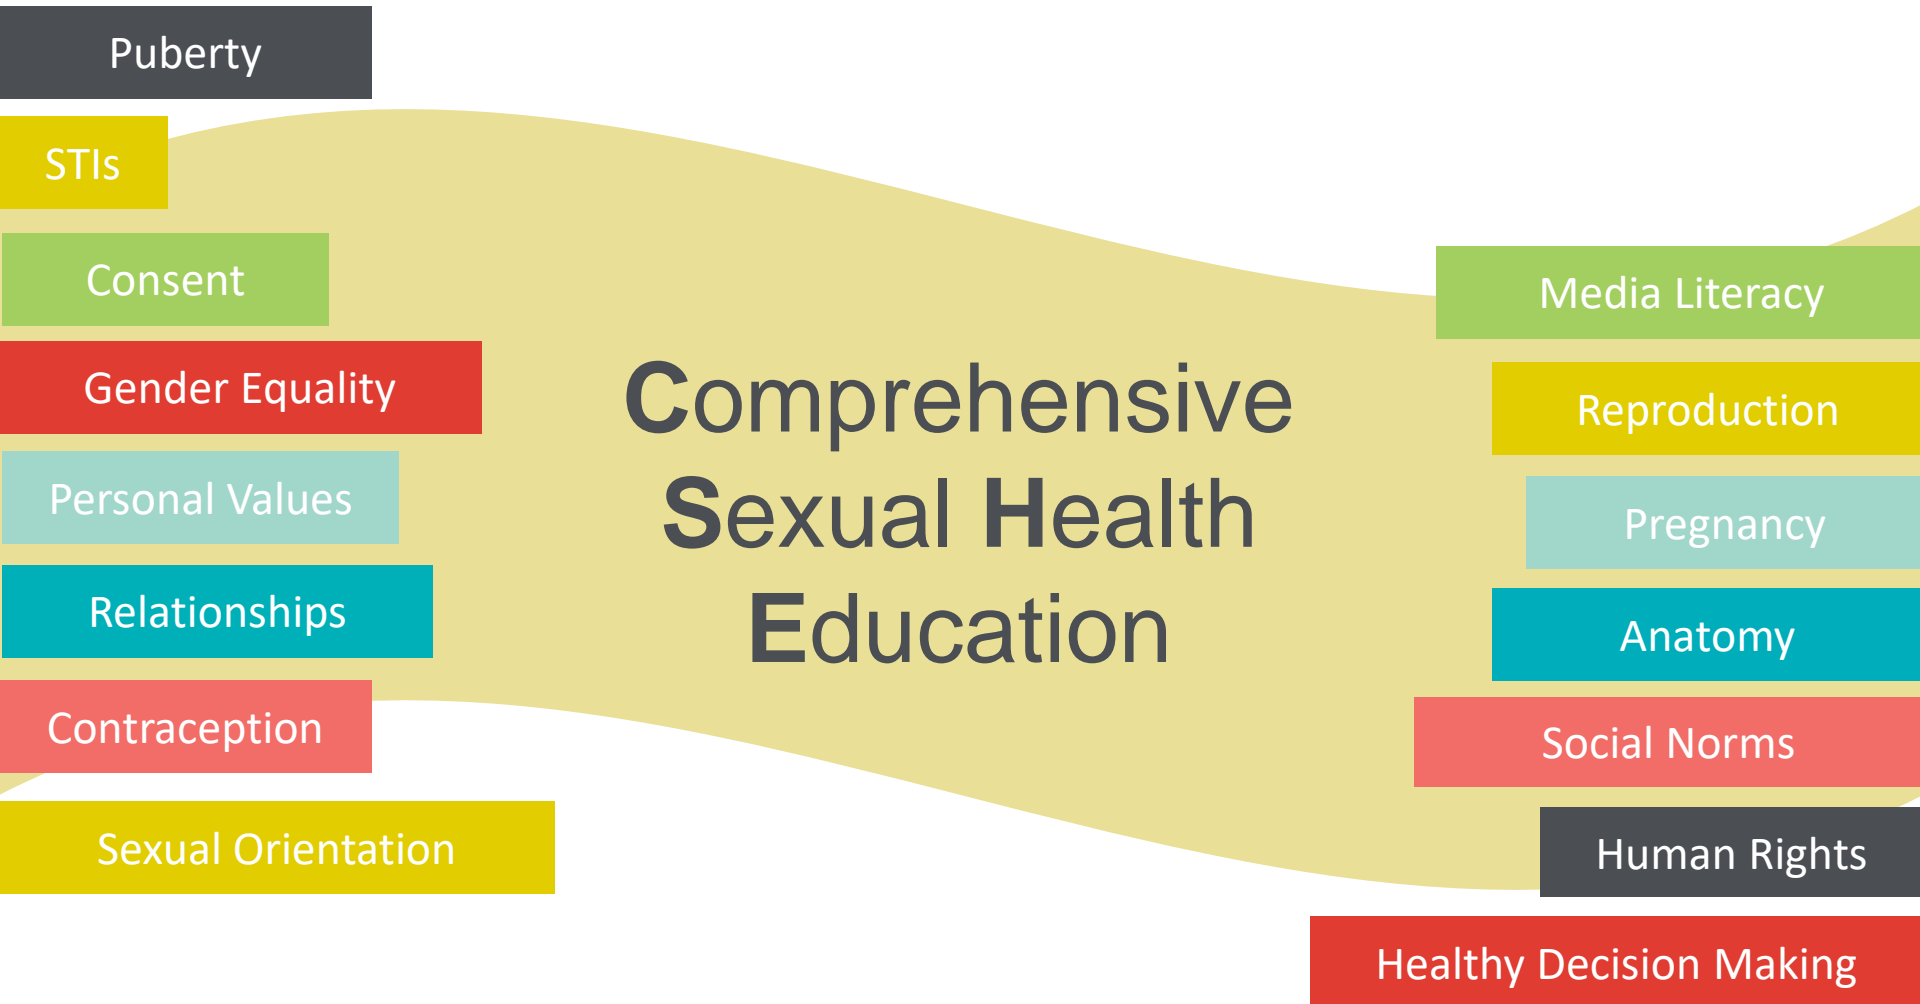 Puberty
STIs
Consent
Gender Equality
Personal Values
Relationships
Contraception
Sexual Orientation
Comprehensive
Sexual Health
Education
Media Literacy
Reproduction
Pregnancy
Anatomy
Social Norms
Human Rights
Healthy Decision Making